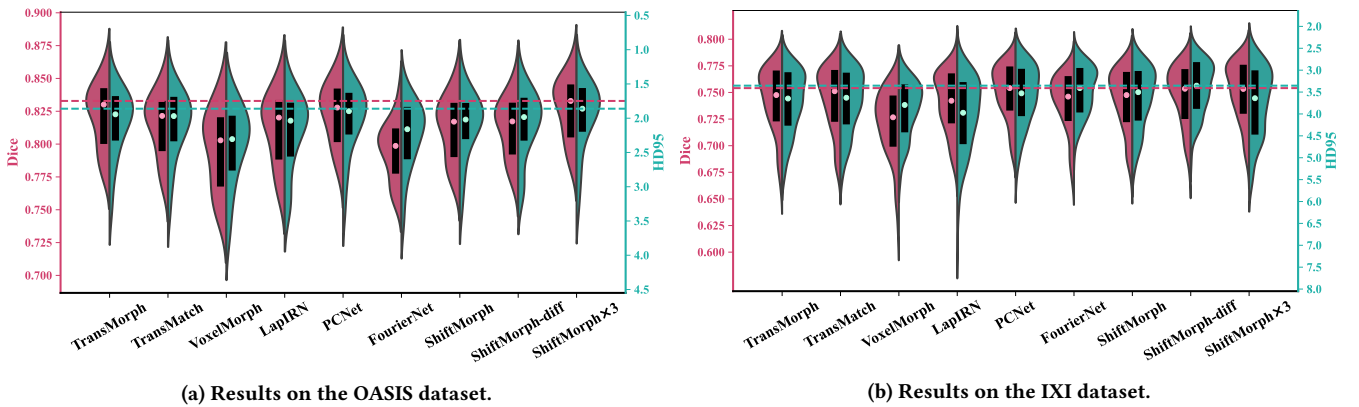 0.900
0.875
0.850
0.825
0.800
0.775
0.750
0.725
0.700
Dice
0.5
1.0
1.5
2.0
2.5
3.0
3.5
4.0
4.5
HD95
TransMorph
TransMatch
VoxelMorph
LapIRN
PCNet
FourierNet
ShiftMorph
ShiftMorph-diff
ShiftMorph×3
(a) Results on the OASIS dataset.
0.800
0.775
0.750
0.725
0.700
0.675
0.650
0.625
0.600
Dice
2.0
2.5
3.0
3.5
4.0
4.5
5.0
5.5
6.0
6.5
7.0
7.5
8.0
HD95
TransMorph
TransMatch
VoxelMorph
LapIRN
PCNet
FourierNet
ShiftMorph
ShiftMorph-diff
ShiftMorph×3
(b) Results on the IXI dataset.